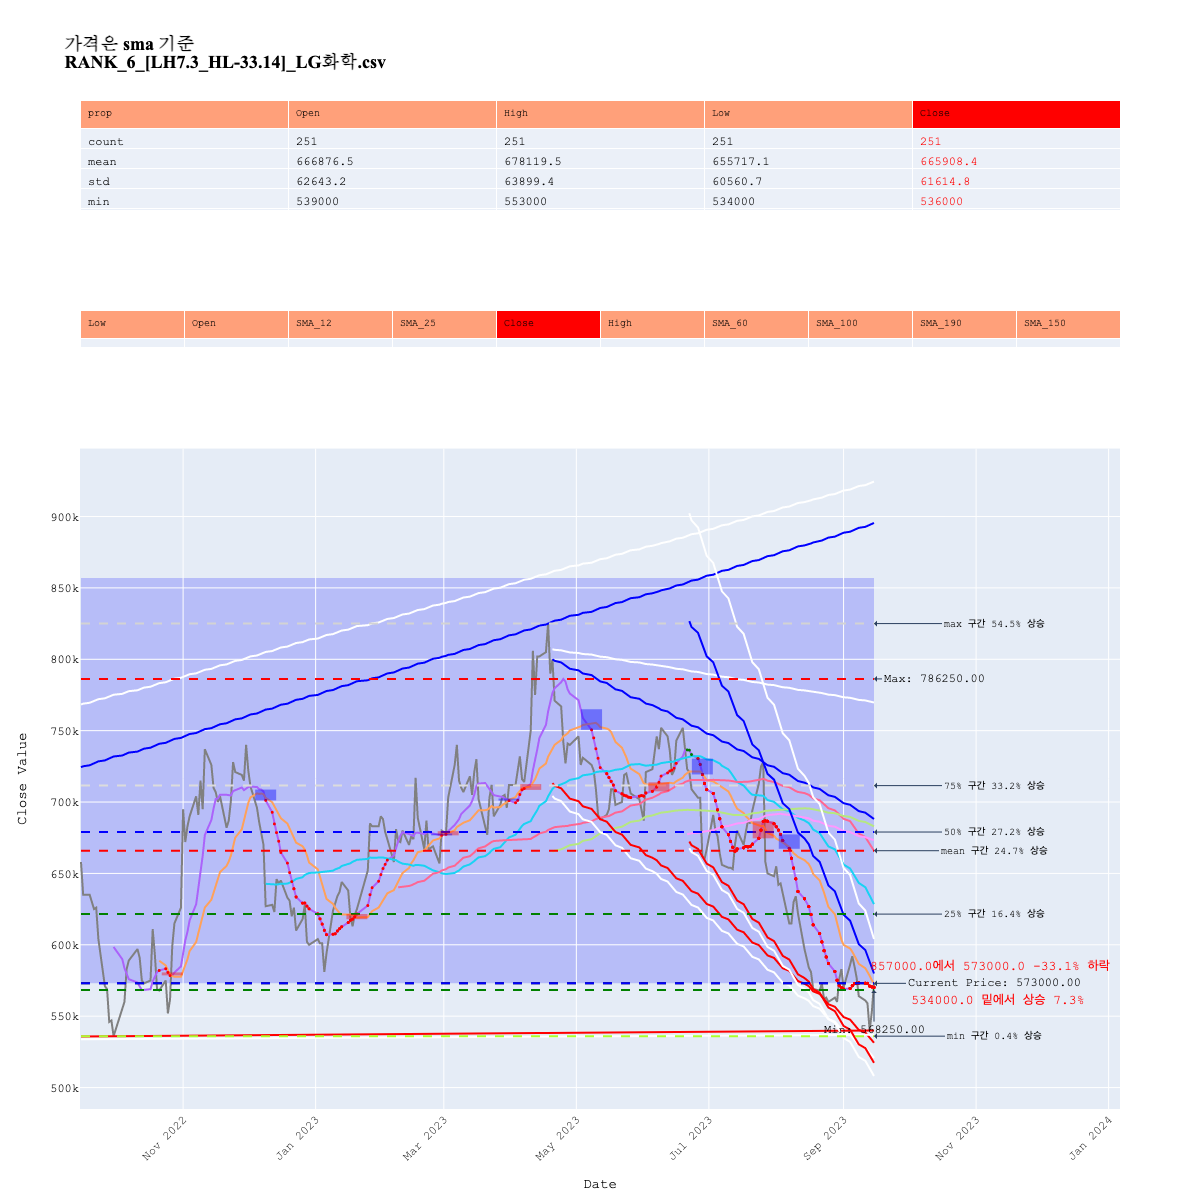 가격은 sma 기준
RANK_6_[LH7.3_HL-33.14]_LG화학.csv
prop Open High Low Close
count 251 251 251 251
mean 666876.5 678119.5 655717.1 665908.4
std 62643.2 63899.4 60560.7 61614.8
min 539000 553000 534000 536000
Low Open SMA_12 SMA_25 Close High SMA_60 SMA_100 SMA_190 SMA_150
900k
850k
max 구간 54.5% 상승
800k
Max: 786250.00
750k
75% 구간 33.2% 상승
700k
50% 구간 27.2% 상승
mean 구간 24.7% 상승
650k
25% 구간 16.4% 상승
600k
857000.0에서 573000.0 -33.1% 하락
Current Price: 573000.00
534000.0 밑에서 상승 7.3%
550k
Min: 568250.00
min 구간 0.4% 상승
500k
Close Value
Nov 2022
Jan 2023
Mar 2023
May 2023
Jul 2023
Sep 2023
Nov 2023
Jan 2024
Date